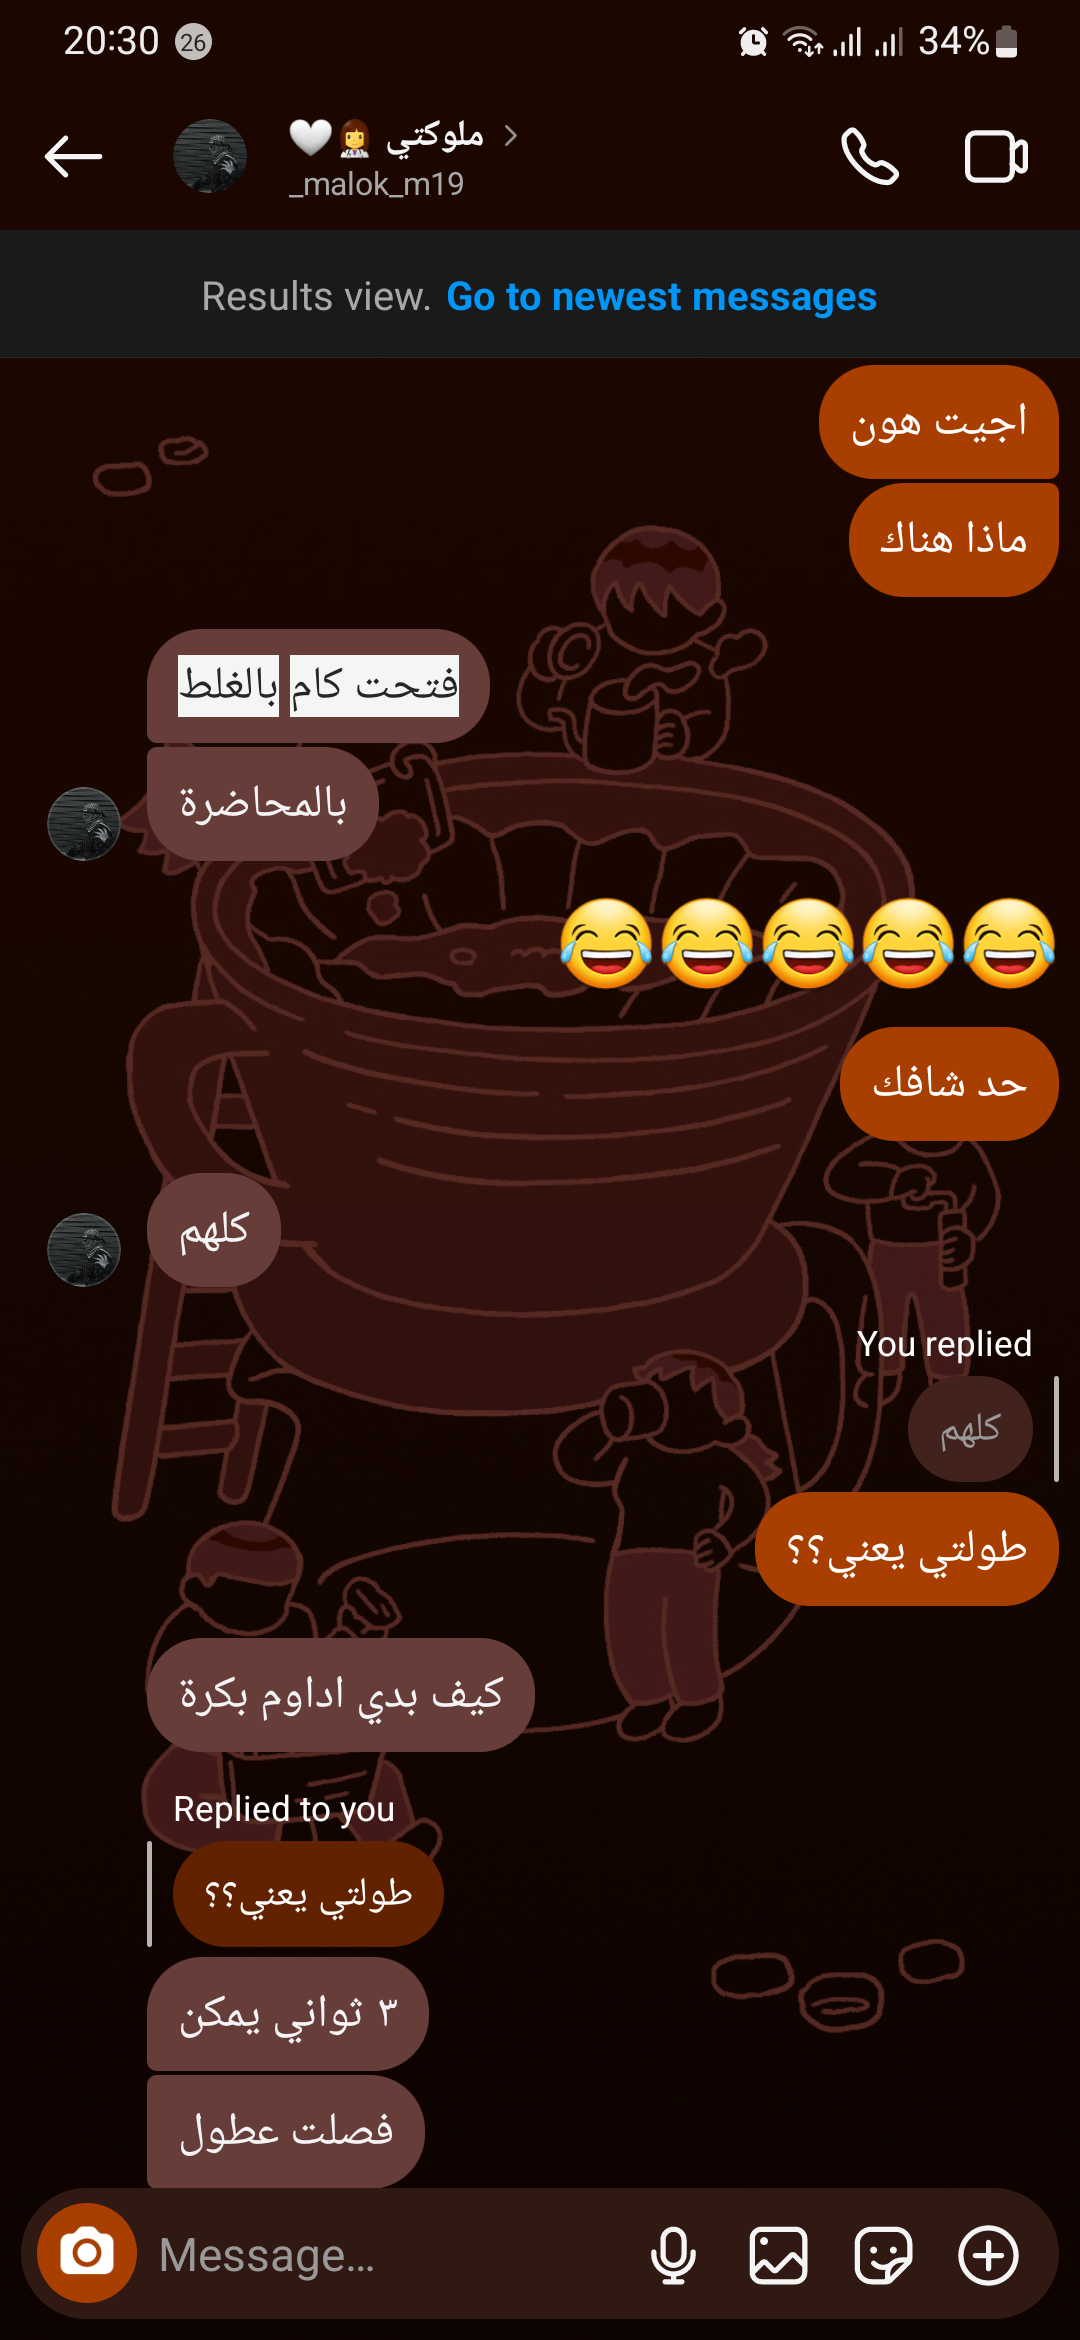 20:30 26 34%
ملوكتي 👩‍⚕️🤍
_malok_m19
Results view. Go to newest messages
اجيت هون
ماذا هناك
فتحت كام بالغلط
بالمحاضرة
😂😂😂😂😂
حد شافك
كلهم
You replied
كلهم
طولتي يعني؟؟
كيف بدي اداوم بكرة
Replied to you
طولتي يعني؟؟
٣ ثواني يمكن
فصلت عطول
Message...